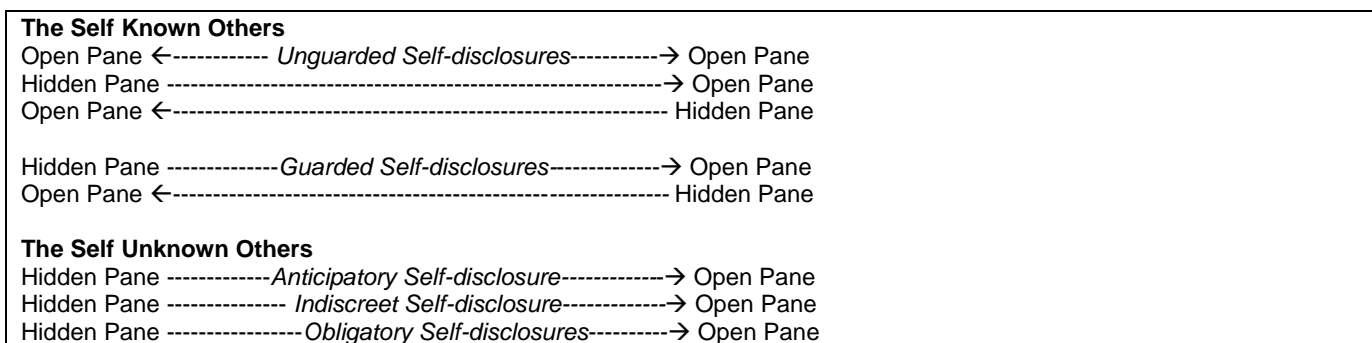 The Self Known Others
Open Pane ←------------ Unguarded Self-disclosures-----------→ Open Pane
Hidden Pane ----------------------------------------------------------------→ Open Pane
Open Pane ←---------------------------------------------------------------- Hidden Pane
Hidden Pane --------------Guarded Self-disclosures--------------→ Open Pane
Open Pane ←---------------------------------------------------------------- Hidden Pane
The Self Unknown Others
Hidden Pane -------------Anticipatory Self-disclosure-------------→ Open Pane
Hidden Pane --------------- Indiscreet Self-disclosure-------------→ Open Pane
Hidden Pane -----------------Obligatory Self-disclosures----------→ Open Pane